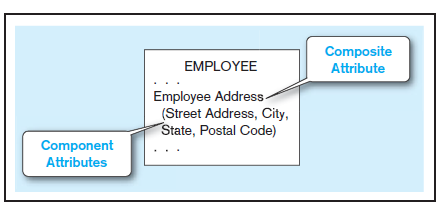 Composite
Attribute
EMPLOYEE
. . .
Employee Address
(Street Address, City,
State, Postal Code)
. . .
Component
Attributes